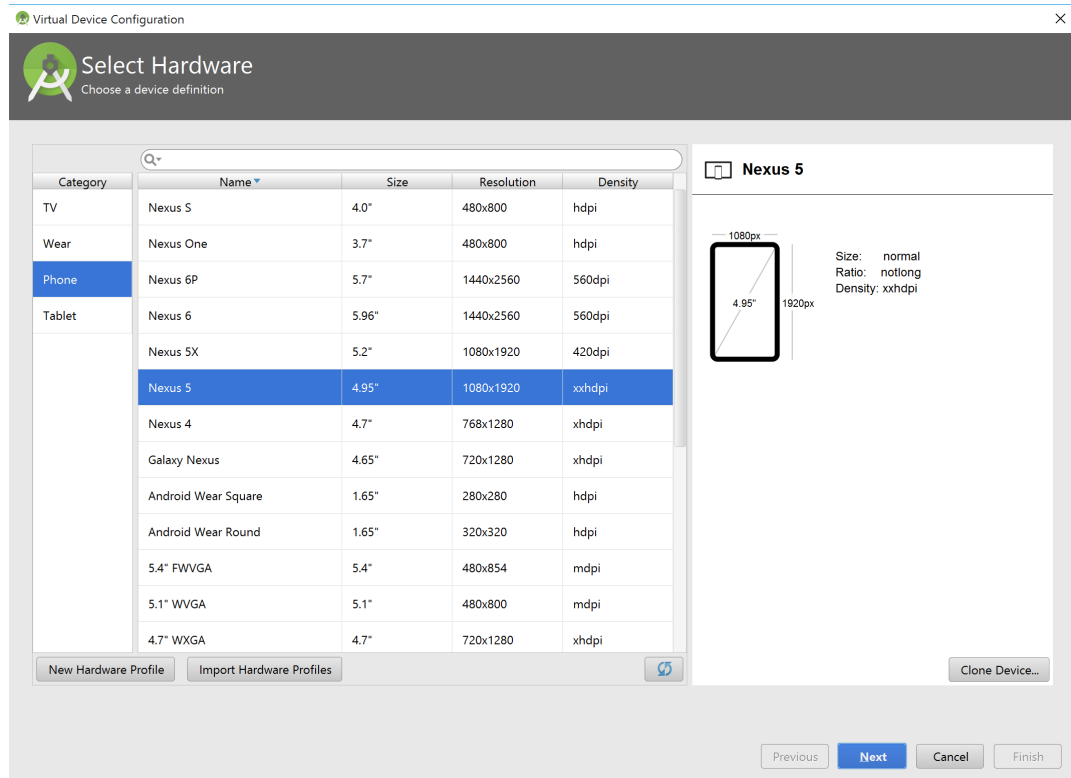 Virtual Device Configuration
Select Hardware
Choose a device definition
Category Name Size Resolution Density
TV
Wear
Phone
Tablet
Nexus S 4.0" 480x800 hdpi
Nexus One 3.7" 480x800 hdpi
Nexus 6P 5.7" 1440x2560 560dpi
Nexus 6 5.96" 1440x2560 560dpi
Nexus 5X 5.2" 1080x1920 420dpi
Nexus 5 4.95" 1080x1920 xxhdpi
Nexus 4 4.7" 768x1280 xhdpi
Galaxy Nexus 4.65" 720x1280 xhdpi
Android Wear Square 1.65" 280x280 hdpi
Android Wear Round 1.65" 320x320 hdpi
5.4" FWVGA 5.4" 480x854 mdpi
5.1" WVGA 5.1" 480x800 mdpi
4.7" WXGA 4.7" 720x1280 xhdpi
New Hardware Profile Import Hardware Profiles
Nexus 5
1080px
4.95" 1920px
Size: normal
Ratio: notlong
Density: xxhdpi
Clone Device...
Previous Next Cancel Finish